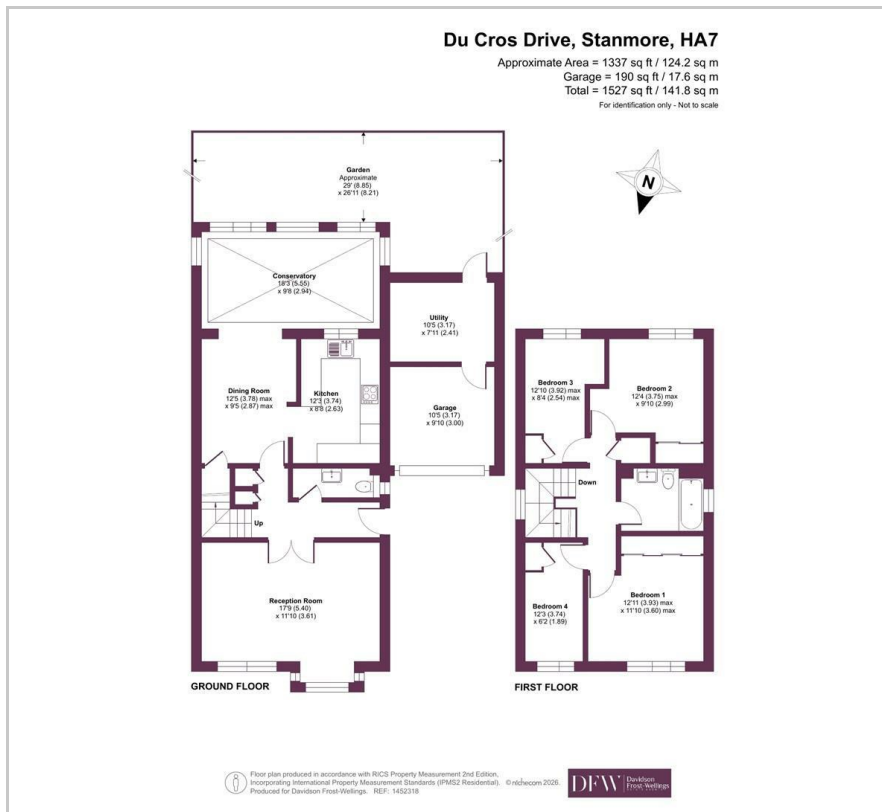 Du Cros Drive, Stanmore, HA7
Approximate Area = 1337 sq ft / 124.2 sq m
Garage = 190 sq ft / 17.6 sq m
Total = 1527 sq ft / 141.8 sq m
For identification only - Not to scale
Garden
Approximate
29' (8.85)
x 26'11 (8.21)
N
Conservatory
18'3 (5.55)
x 9'8 (2.94)
Utility
10'5 (3.17)
x 7'11 (2.41)
Dining Room
12'5 (3.78) max
x 9'5 (2.87) max
Kitchen
12'3 (3.74)
x 8'8 (2.63)
Garage
10'5 (3.17)
x 9'10 (3.00)
Up
Reception Room
17'9 (5.40)
x 11'10 (3.61)
GROUND FLOOR
Bedroom 3
12'10 (3.92) max
x 8'4 (2.54) max
Bedroom 2
12'4 (3.75) max
x 9'10 (2.99)
Down
Bedroom 4
12'3 (3.74)
x 6'2 (1.89)
Bedroom 1
12'11 (3.93) max
x 11'10 (3.60) max
FIRST FLOOR
Floor plan produced in accordance with RICS Property Measurement 2nd Edition,
Incorporating International Property Measurement Standards (IPMS2 Residential). ©nichecom 2026.
Produced for Davidson Frost-Wellings. REF: 1452318
DFW
Davidson
Frost-Wellings